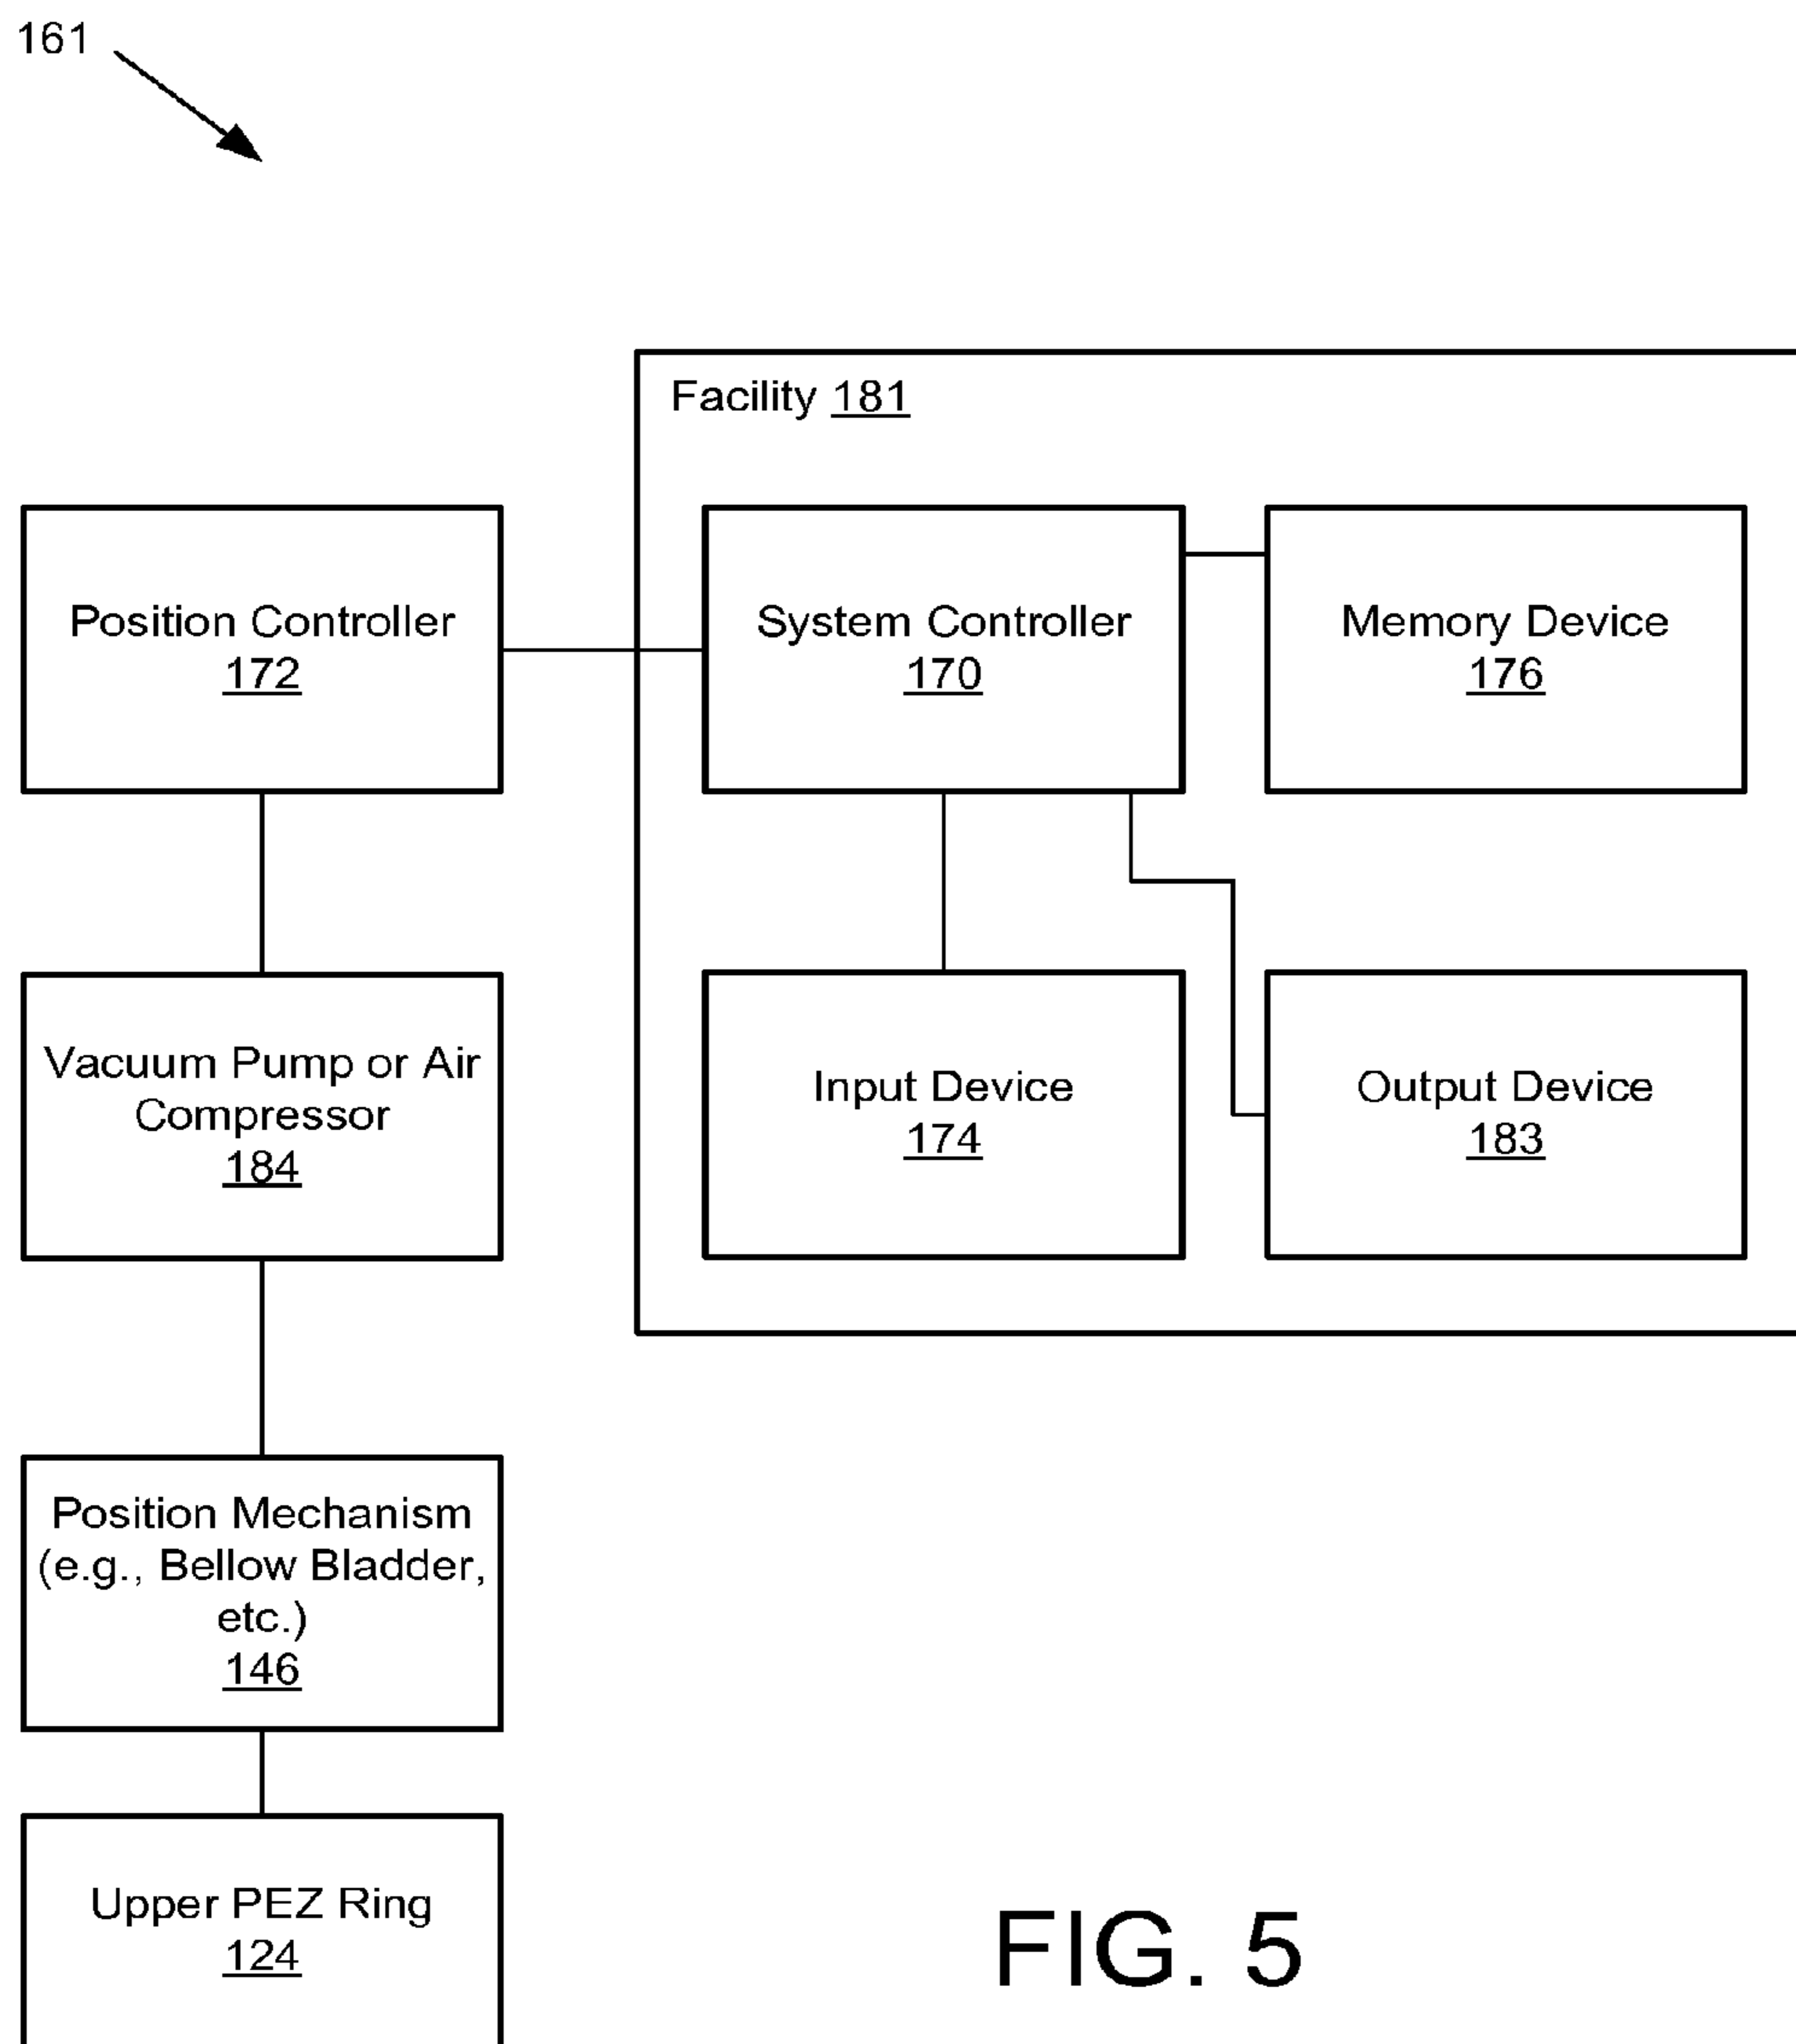 161
Facility 181
Position Controller
172
System Controller
170
Memory Device
176
Vacuum Pump or Air
Compressor
184
Input Device
174
Output Device
183
Position Mechanism
(e.g., Bellow Bladder,
etc.)
146
Upper PEZ Ring
124
FIG. 5